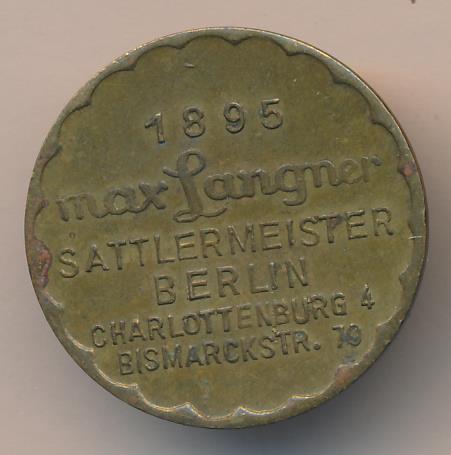 1895
max Langner
SATTLERMEISTER
BERLIN
CHARLOTTENBURG 4
BISMARCKSTR. 79